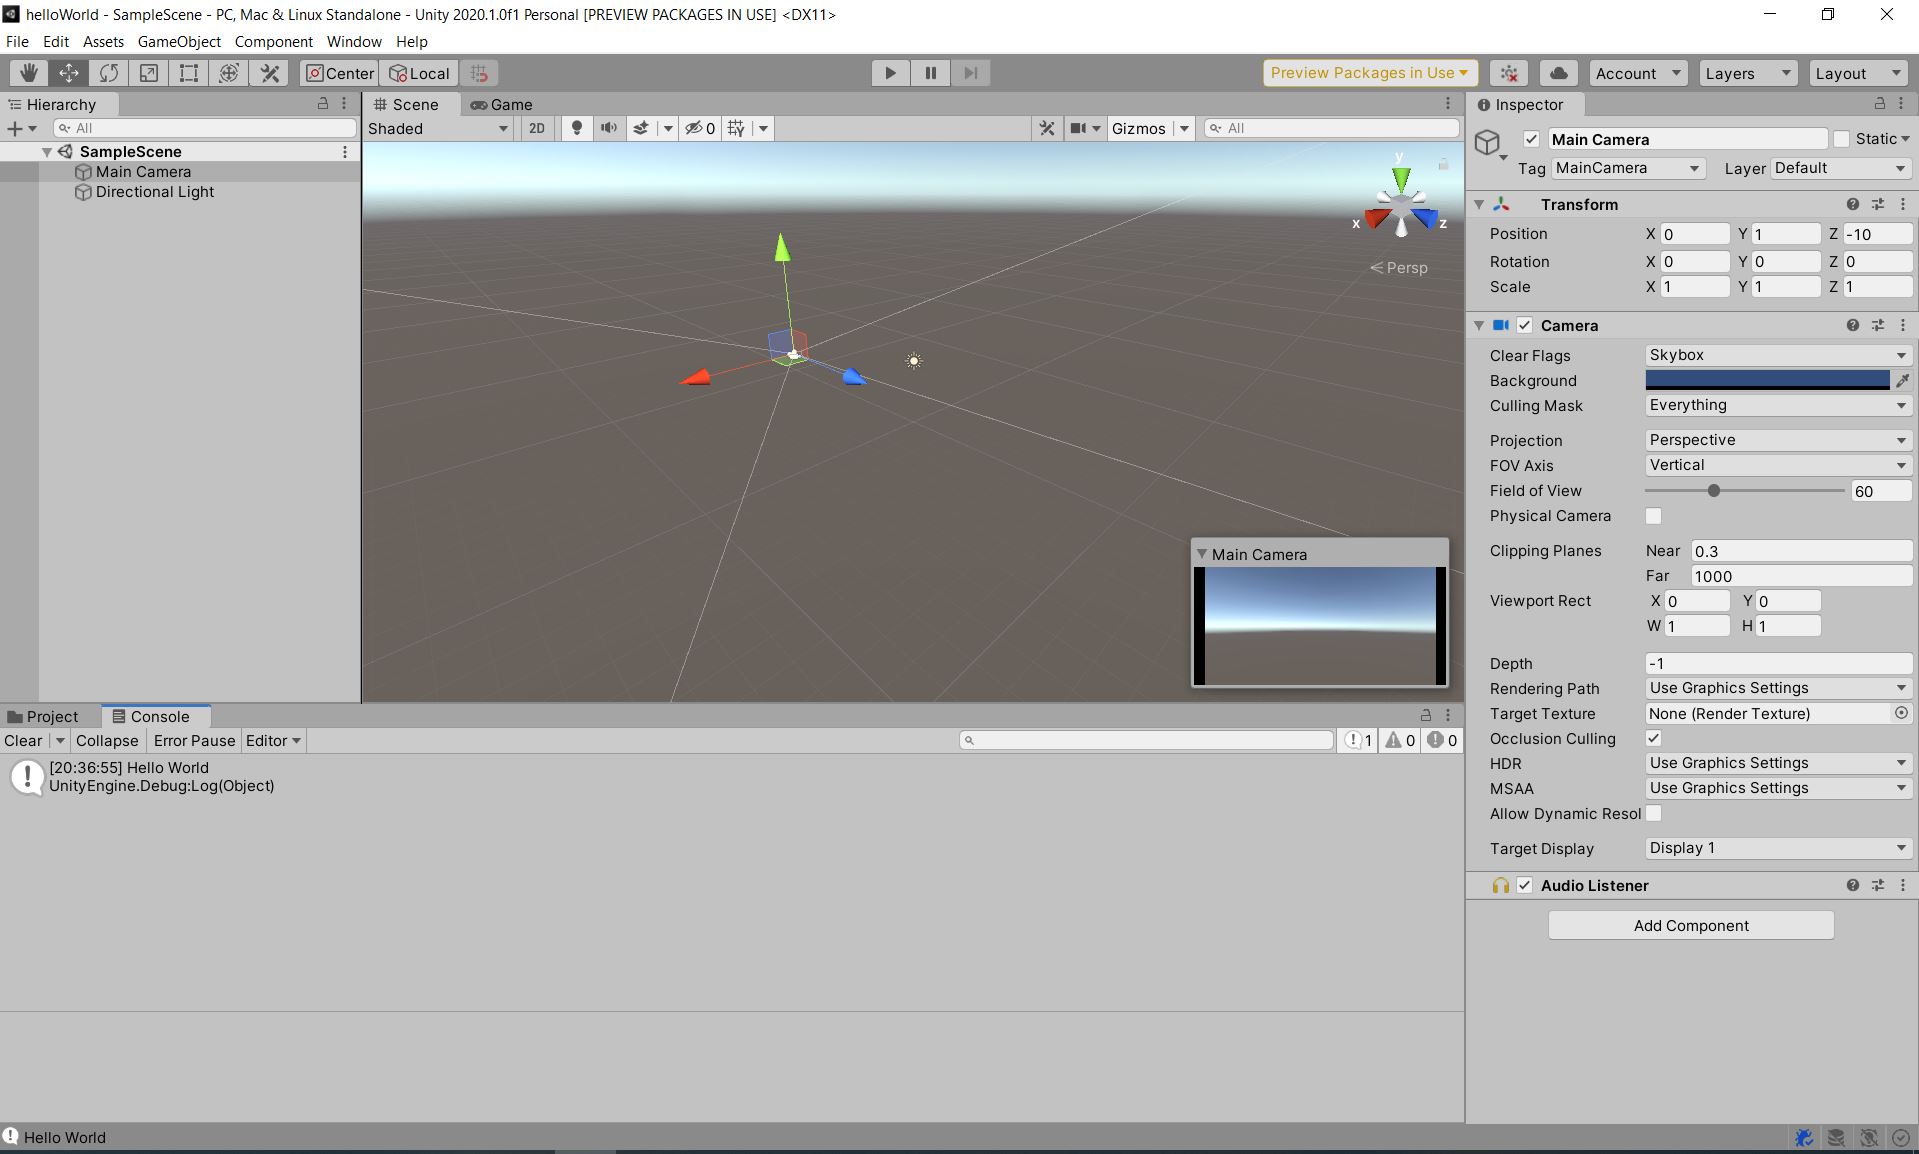 helloWorld - SampleScene - PC, Mac & Linux Standalone - Unity 2020.1.0f1 Personal [PREVIEW PACKAGES IN USE] <DX11>
File Edit Assets GameObject Component Window Help
Center Local Preview Packages in Use Account Layers Layout
Hierarchy
All
SampleScene
Main Camera
Directional Light
Scene Game
Shaded 2D 0 Gizmos All
y
x z
Persp
Main Camera
Project Console
Clear Collapse Error Pause Editor 1 0 0
[20:36:55] Hello World
UnityEngine.Debug:Log(Object)
Inspector
Main Camera Static
Tag MainCamera Layer Default
Transform
Position X 0 Y 1 Z -10
Rotation X 0 Y 0 Z 0
Scale X 1 Y 1 Z 1
Camera
Clear Flags Skybox
Background
Culling Mask Everything
Projection Perspective
FOV Axis Vertical
Field of View 60
Physical Camera
Clipping Planes Near 0.3
Far 1000
Viewport Rect X 0 Y 0
W 1 H 1
Depth -1
Rendering Path Use Graphics Settings
Target Texture None (Render Texture)
Occlusion Culling
HDR Use Graphics Settings
MSAA Use Graphics Settings
Allow Dynamic Resol
Target Display Display 1
Audio Listener
Add Component
Hello World